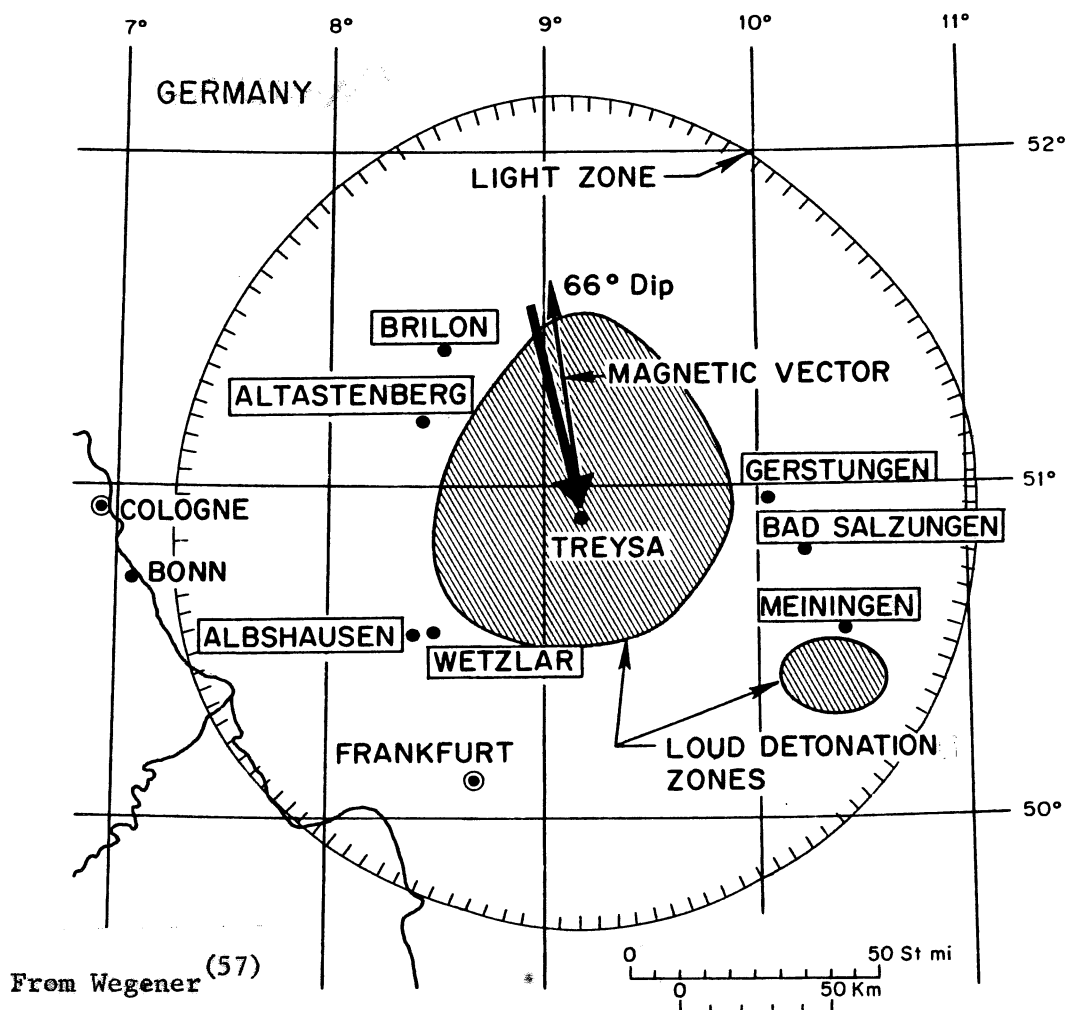 7° 8° 9° 10° 11°
GERMANY
52°
LIGHT ZONE
66° Dip
BRILON
MAGNETIC VECTOR
ALTASTENBERG
GERSTUNGEN
51°
COLOGNE
BAD SALZUNGEN
TREYSA
BONN
MEININGEN
ALBSHAUSEN
WETZLAR
FRANKFURT
LOUD DETONATION
ZONES
50°
0 50 St mi
From Wegener(57)
0 50 Km